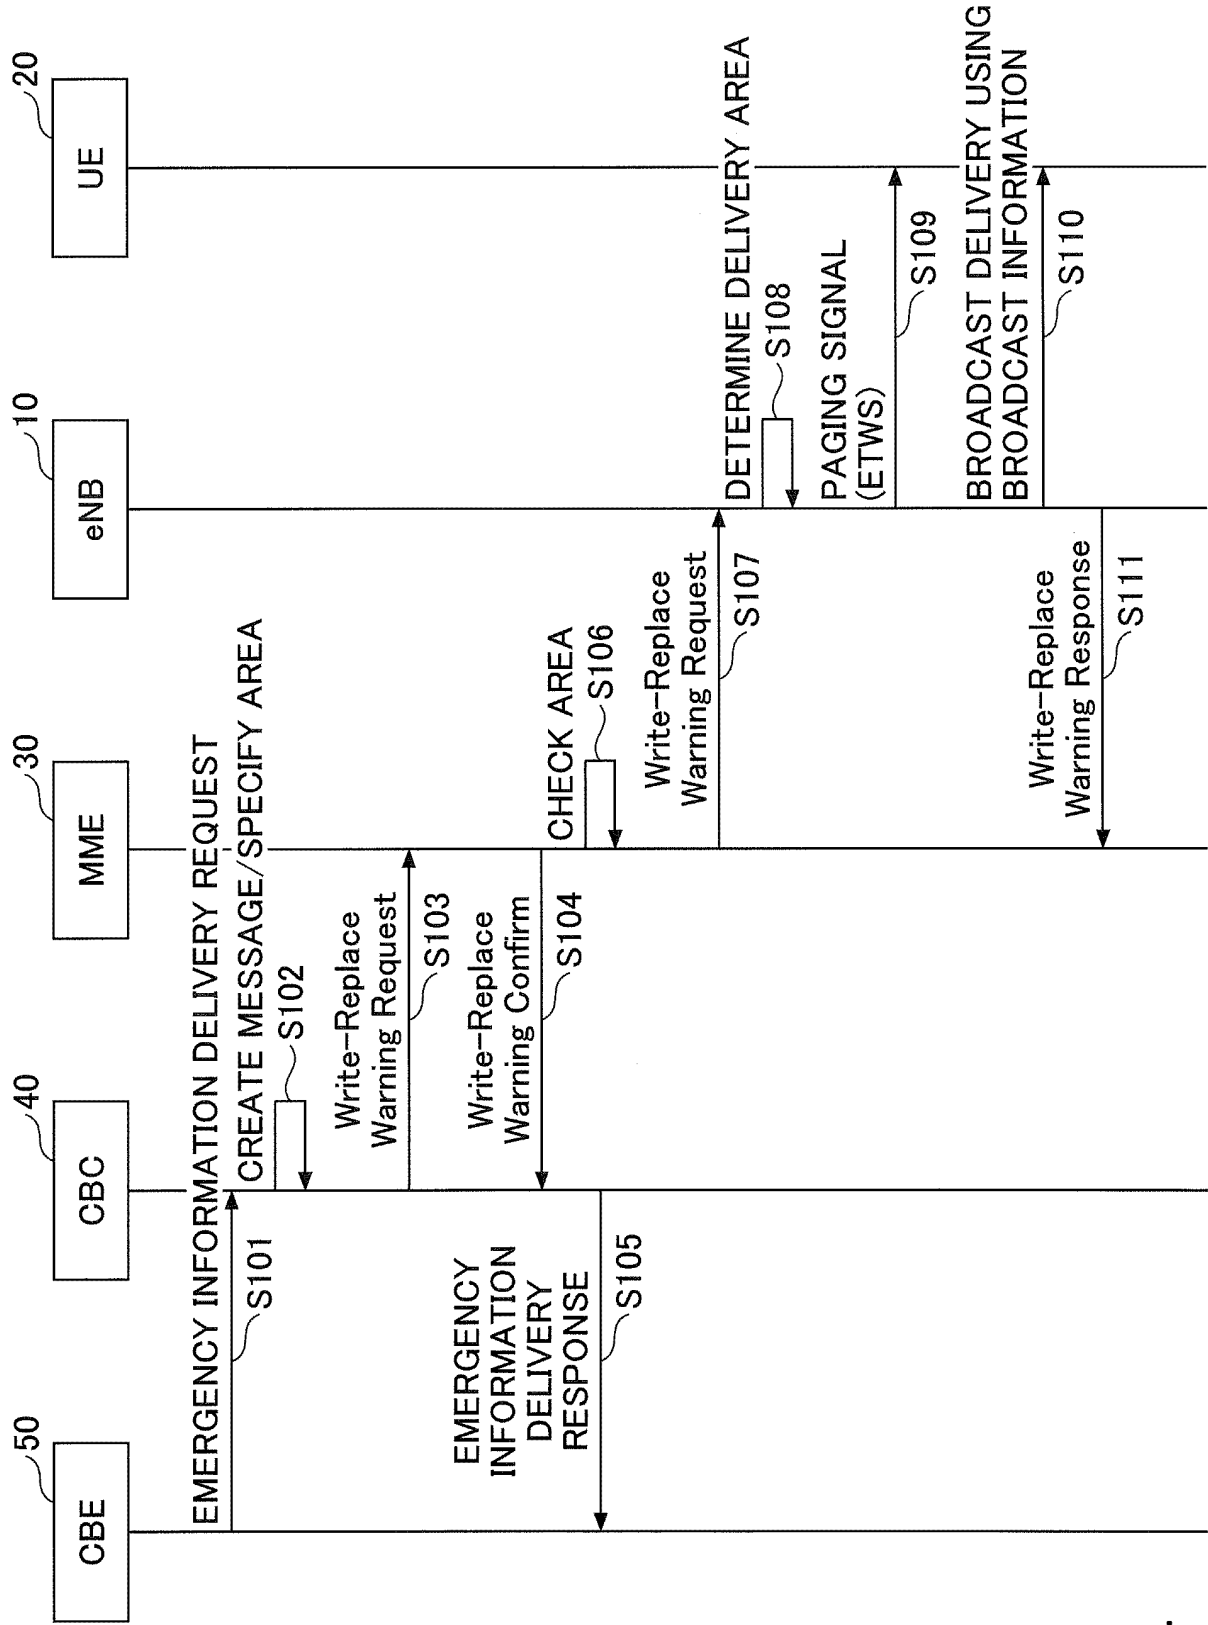 50
CBE
40
CBC
30
MME
10
eNB
20
UE
EMERGENCY INFORMATION DELIVERY REQUEST
S101
CREATE MESSAGE/SPECIFY AREA
S102
Write-Replace
Warning Request
S103
Write-Replace
Warning Confirm
S104
EMERGENCY
INFORMATION
DELIVERY
RESPONSE
S105
CHECK AREA
S106
Write-Replace
Warning Request
S107
DETERMINE DELIVERY AREA
S108
PAGING SIGNAL
(ETWS)
S109
BROADCAST DELIVERY USING
BROADCAST INFORMATION
S110
Write-Replace
Warning Response
S111